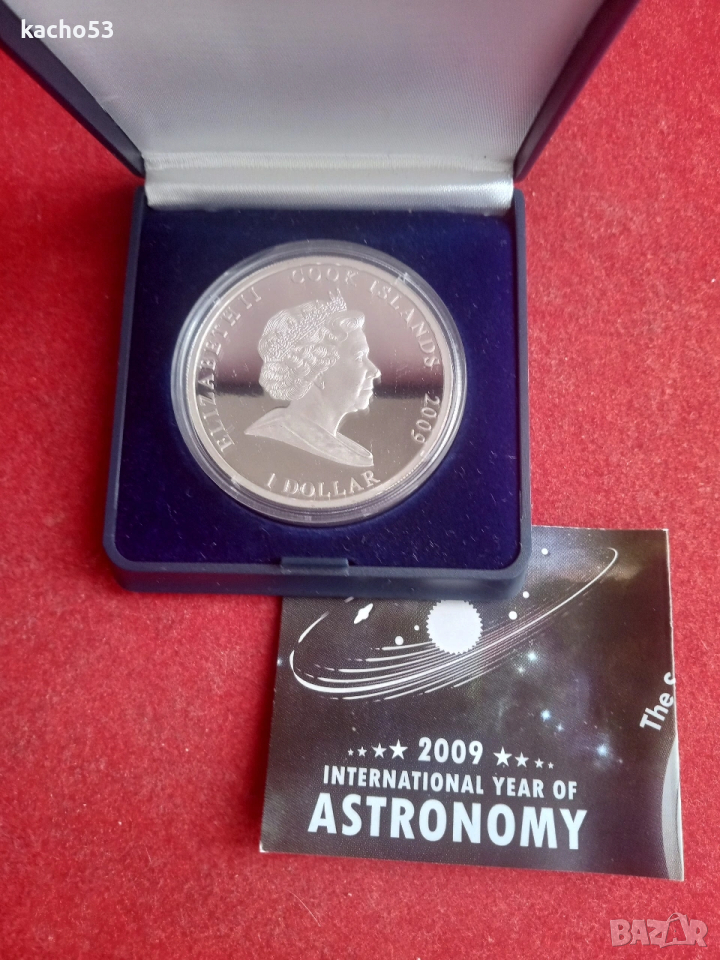 kacho53
ELIZABETH II COOK ISLANDS 2009
1 DOLLAR
The
2009
INTERNATIONAL YEAR OF
ASTRONOMY
BAZAR